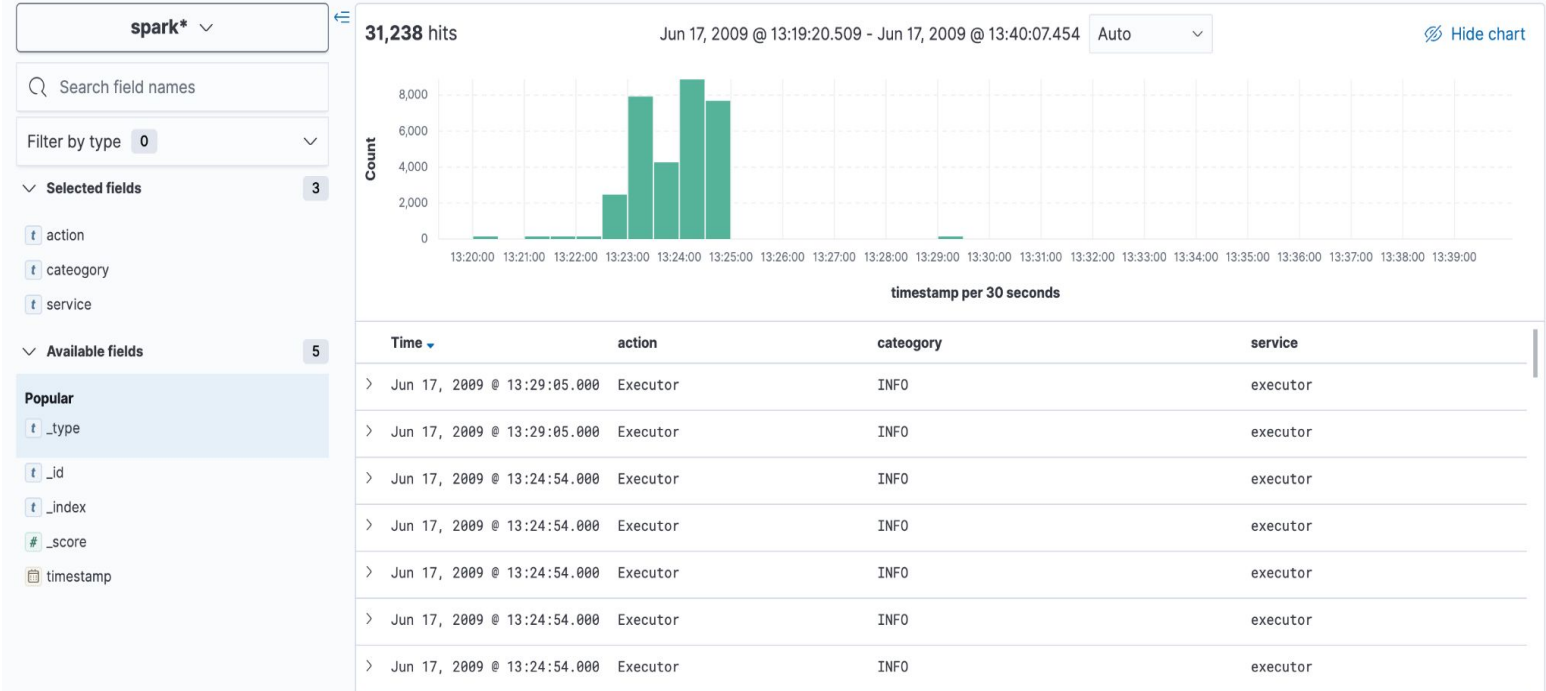 spark*
Search field names
Filter by type 0
Selected fields 3
t action
t cateogory
t service
Available fields 5
Popular
t _type
t _id
t _index
# _score
timestamp
31,238 hits
Jun 17, 2009 @ 13:19:20.509 - Jun 17, 2009 @ 13:40:07.454 Auto
Hide chart
Count
8,000
6,000
4,000
2,000
0
13:20:00 13:21:00 13:22:00 13:23:00 13:24:00 13:25:00 13:26:00 13:27:00 13:28:00 13:29:00 13:30:00 13:31:00 13:32:00 13:33:00 13:34:00 13:35:00 13:36:00 13:37:00 13:38:00 13:39:00
timestamp per 30 seconds
Time action cateogory service
Jun 17, 2009 @ 13:29:05.000 Executor INFO executor
Jun 17, 2009 @ 13:29:05.000 Executor INFO executor
Jun 17, 2009 @ 13:24:54.000 Executor INFO executor
Jun 17, 2009 @ 13:24:54.000 Executor INFO executor
Jun 17, 2009 @ 13:24:54.000 Executor INFO executor
Jun 17, 2009 @ 13:24:54.000 Executor INFO executor
Jun 17, 2009 @ 13:24:54.000 Executor INFO executor